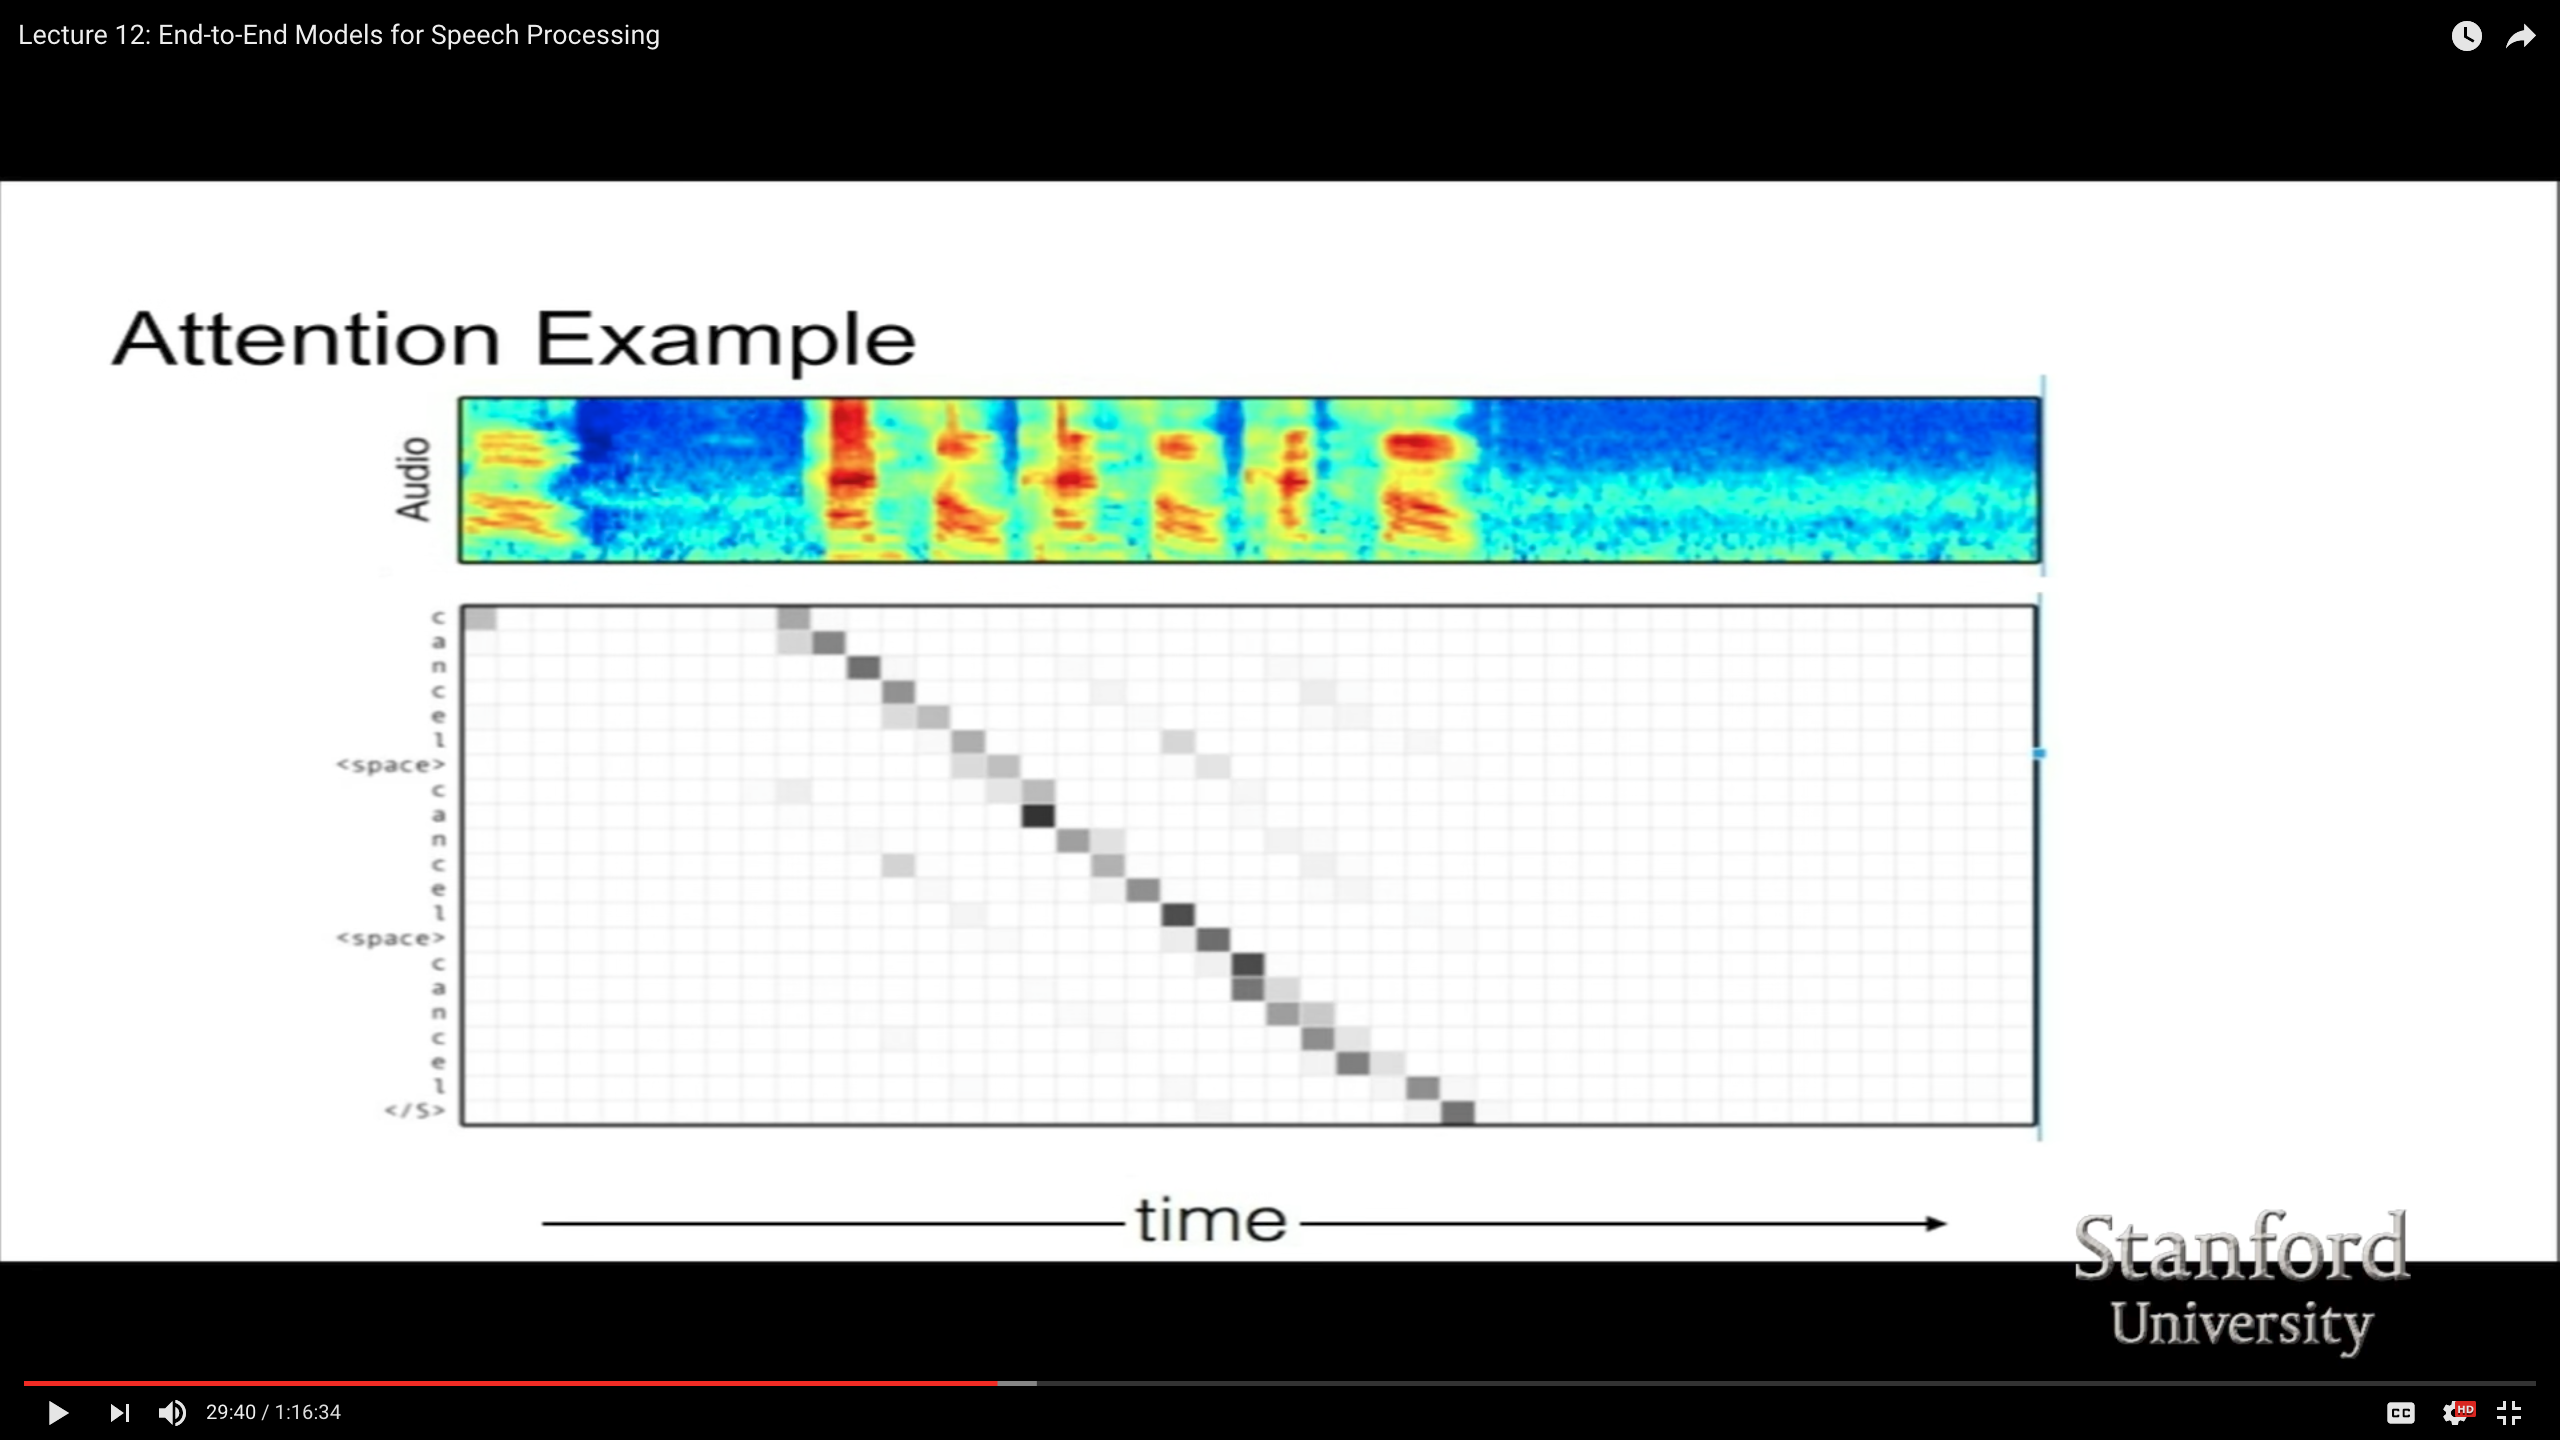 Lecture 12: End-to-End Models for Speech Processing
Attention Example
Audio
c
a
n
c
e
l
<space>
c
a
n
c
e
l
<space>
c
a
n
c
e
l
</S>
time
Stanford
University
29:40 / 1:16:34
CC
HD